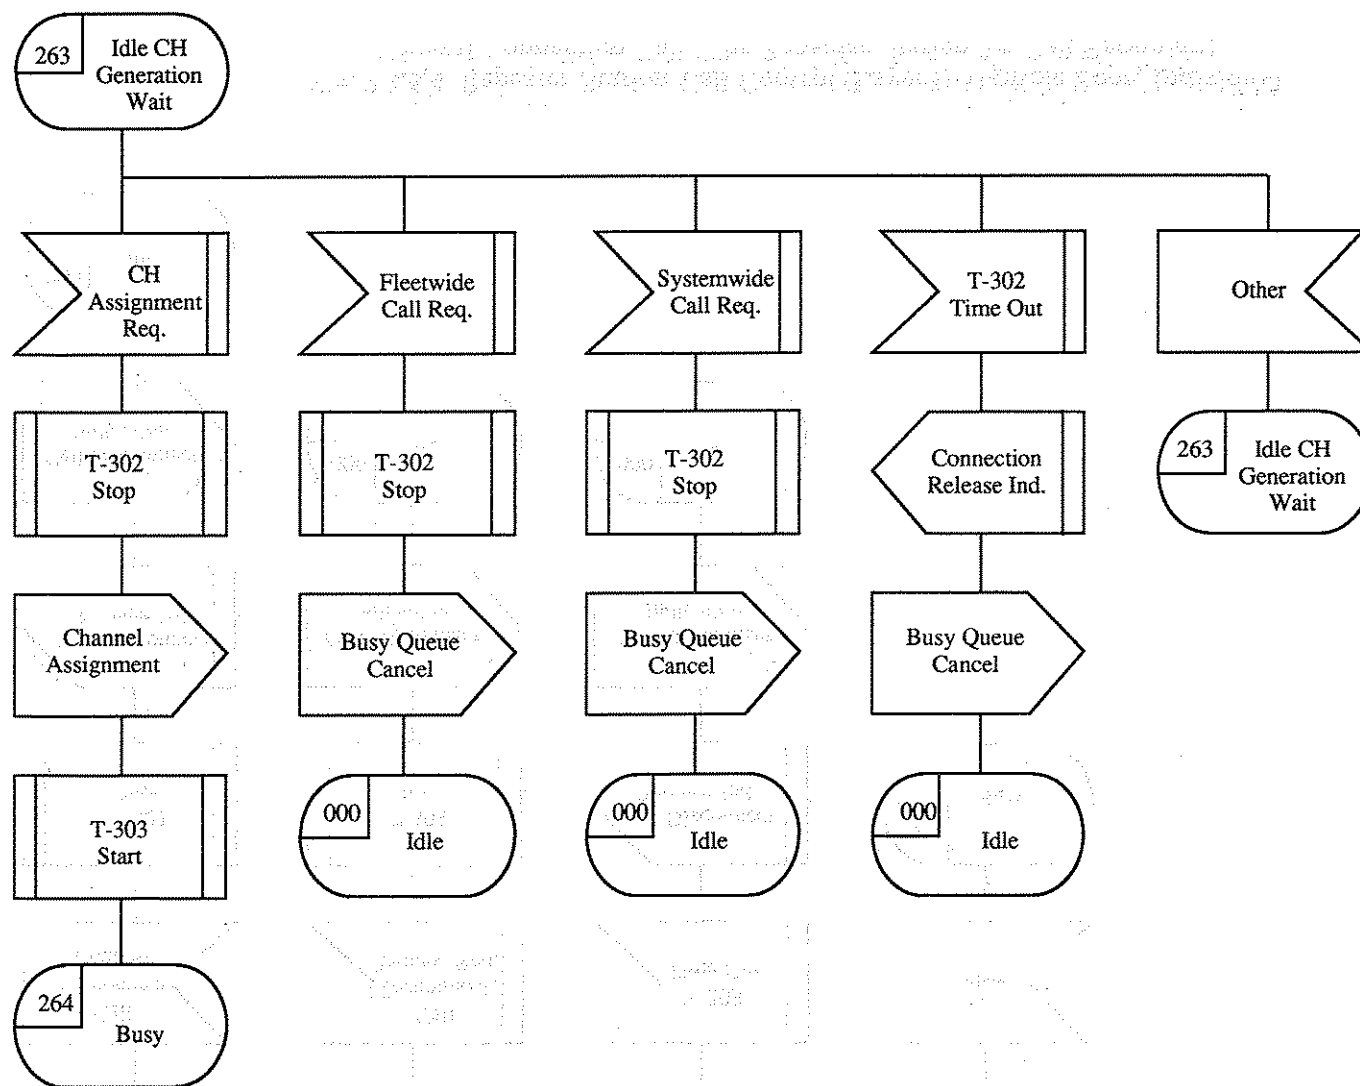 263
Idle CH
Generation
Wait
CH
Assignment
Req.
Fleetwide
Call Req.
Systemwide
Call Req.
T-302
Time Out
Other
T-302
Stop
T-302
Stop
T-302
Stop
Connection
Release Ind.
263
Idle CH
Generation
Wait
Channel
Assignment
Busy Queue
Cancel
Busy Queue
Cancel
Busy Queue
Cancel
T-303
Start
000
Idle
000
Idle
000
Idle
264
Busy